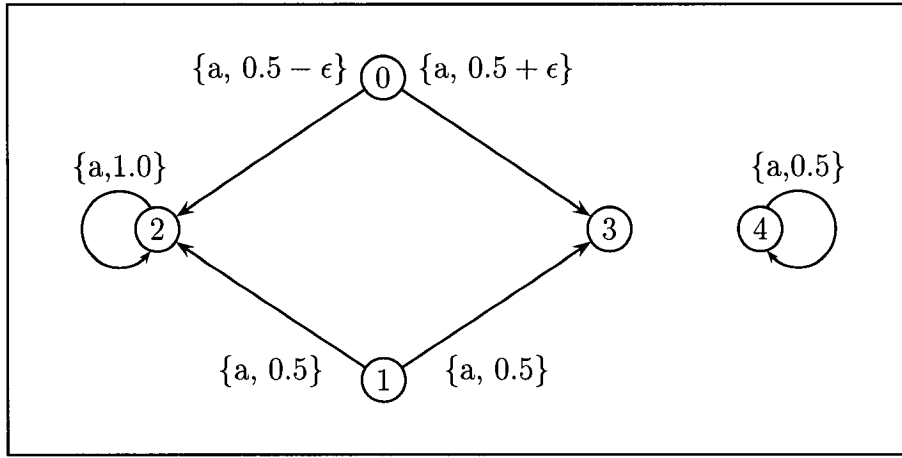 {a, 0.5 − ϵ} 0 {a, 0.5 + ϵ}
{a,1.0} {a,0.5}
2 3 4
{a, 0.5} 1 {a, 0.5}